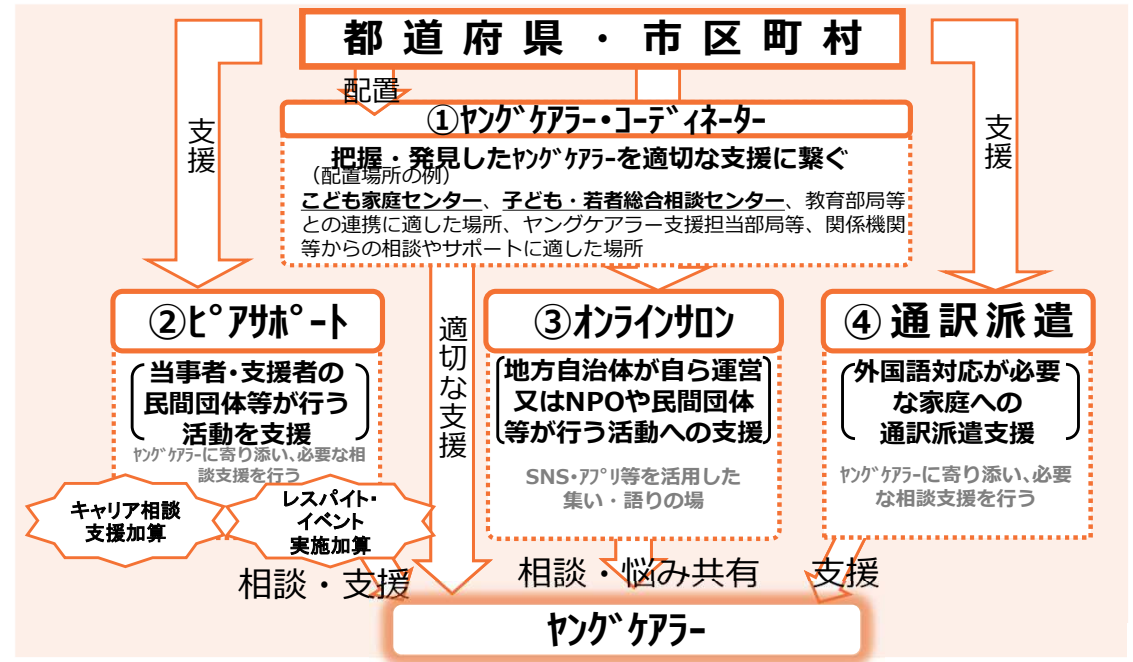 都道府県・市区町村
配置
支援
支援
①ﾔﾝｸﾞｹｱﾗｰ・ｺｰﾃﾞｨﾈｰﾀｰ
把握・発見したﾔﾝｸﾞｹｱﾗｰを適切な支援に繋ぐ
（配置場所の例）
こども家庭センター、子ども・若者総合相談センター、教育部局等
との連携に適した場所、ヤングケアラー支援担当部局等、関係機関
等からの相談やサポートに適した場所
②ﾋﾟｱｻﾎﾟｰﾄ
当事者・支援者の
民間団体等が行う
活動を支援
ﾔﾝｸﾞｹｱﾗｰに寄り添い、必要な相
談支援を行う
キャリア相談
支援加算
レスパイト・
イベント
実施加算
相談・支援
適切な支援
③ｵﾝﾗｲﾝｻﾛﾝ
地方自治体が自ら運営
又はNPOや民間団体
等が行う活動への支援
SNS・ｱﾌﾟﾘ等を活用した
集い・語りの場
相談・悩み共有
④通訳派遣
外国語対応が必要
な家庭への
通訳派遣支援
ﾔﾝｸﾞｹｱﾗｰに寄り添い、必要
な相談支援を行う
支援
ﾔﾝｸﾞｹｱﾗｰ